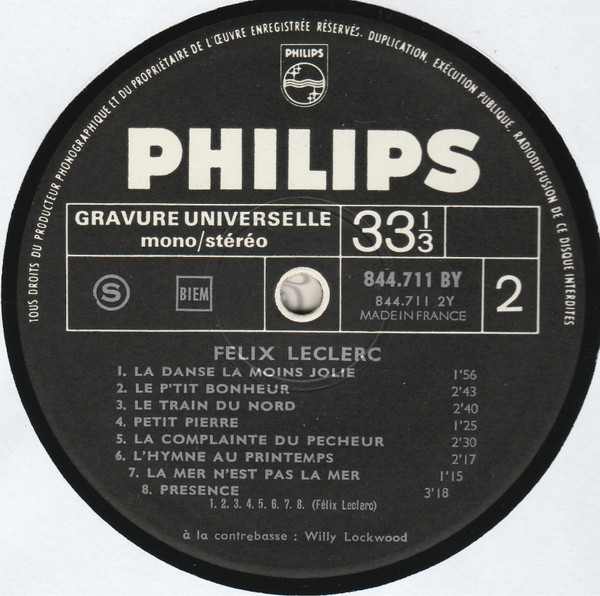 TOUS DROITS DU PRODUCTEUR PHONOGRAPHIQUE ET DU PROPRIÉTAIRE DE L'ŒUVRE ENREGISTRÉE RÉSERVÉS. DUPLICATION, EXÉCUTION PUBLIQUE, RADIODIFFUSION DE CE DISQUE INTERDITES
PHILIPS
PHILIPS
GRAVURE UNIVERSELLE
mono/stéréo
33 1/3
S
BIEM
844.711 BY
844.711 2Y
MADE IN FRANCE
2
FELIX LECLERC
1. LA DANSE LA MOINS JOLIE 1'56
2. LE P'TIT BONHEUR 2'43
3. LE TRAIN DU NORD 2'40
4. PETIT PIERRE 1'25
5. LA COMPLAINTE DU PECHEUR 2'30
6. L'HYMNE AU PRINTEMPS 2'17
7. LA MER N'EST PAS LA MER 1'15
8. PRESENCE 3'18
1. 2. 3. 4. 5. 6. 7. 8. (Félix Leclerc)
à la contrebasse : Willy Lockwood